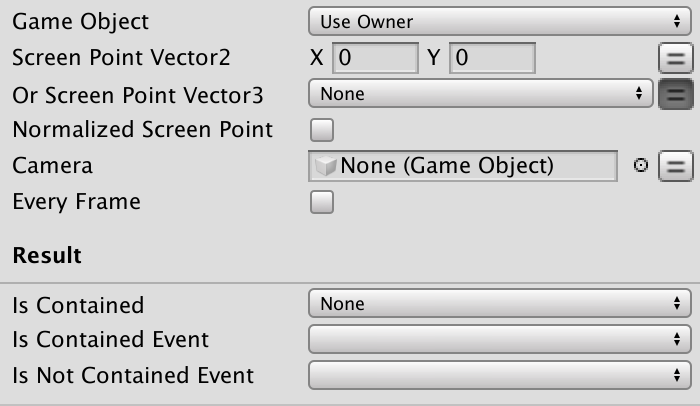 Game Object Use Owner
Screen Point Vector2 X 0 Y 0
Or Screen Point Vector3 None
Normalized Screen Point
Camera None (Game Object)
Every Frame
Result
Is Contained None
Is Contained Event
Is Not Contained Event